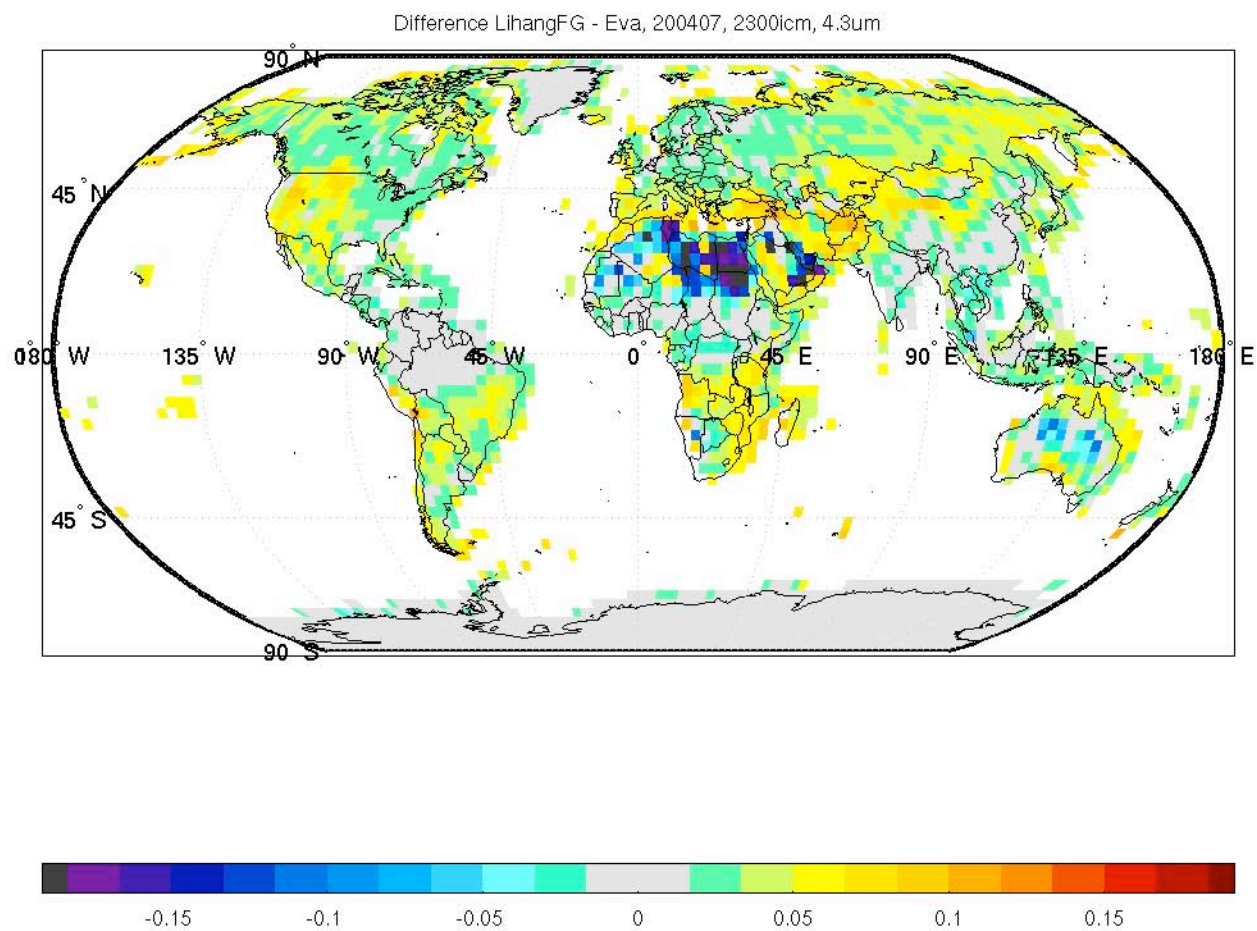 Difference LihangFG - Eva, 200407, 2300icm, 4.3um
90° N
45° N
180° W 135° W 90° W 45° W 0° 45° E 90° E 135° E 180° E
45° S
90° S
-0.15 -0.1 -0.05 0 0.05 0.1 0.15